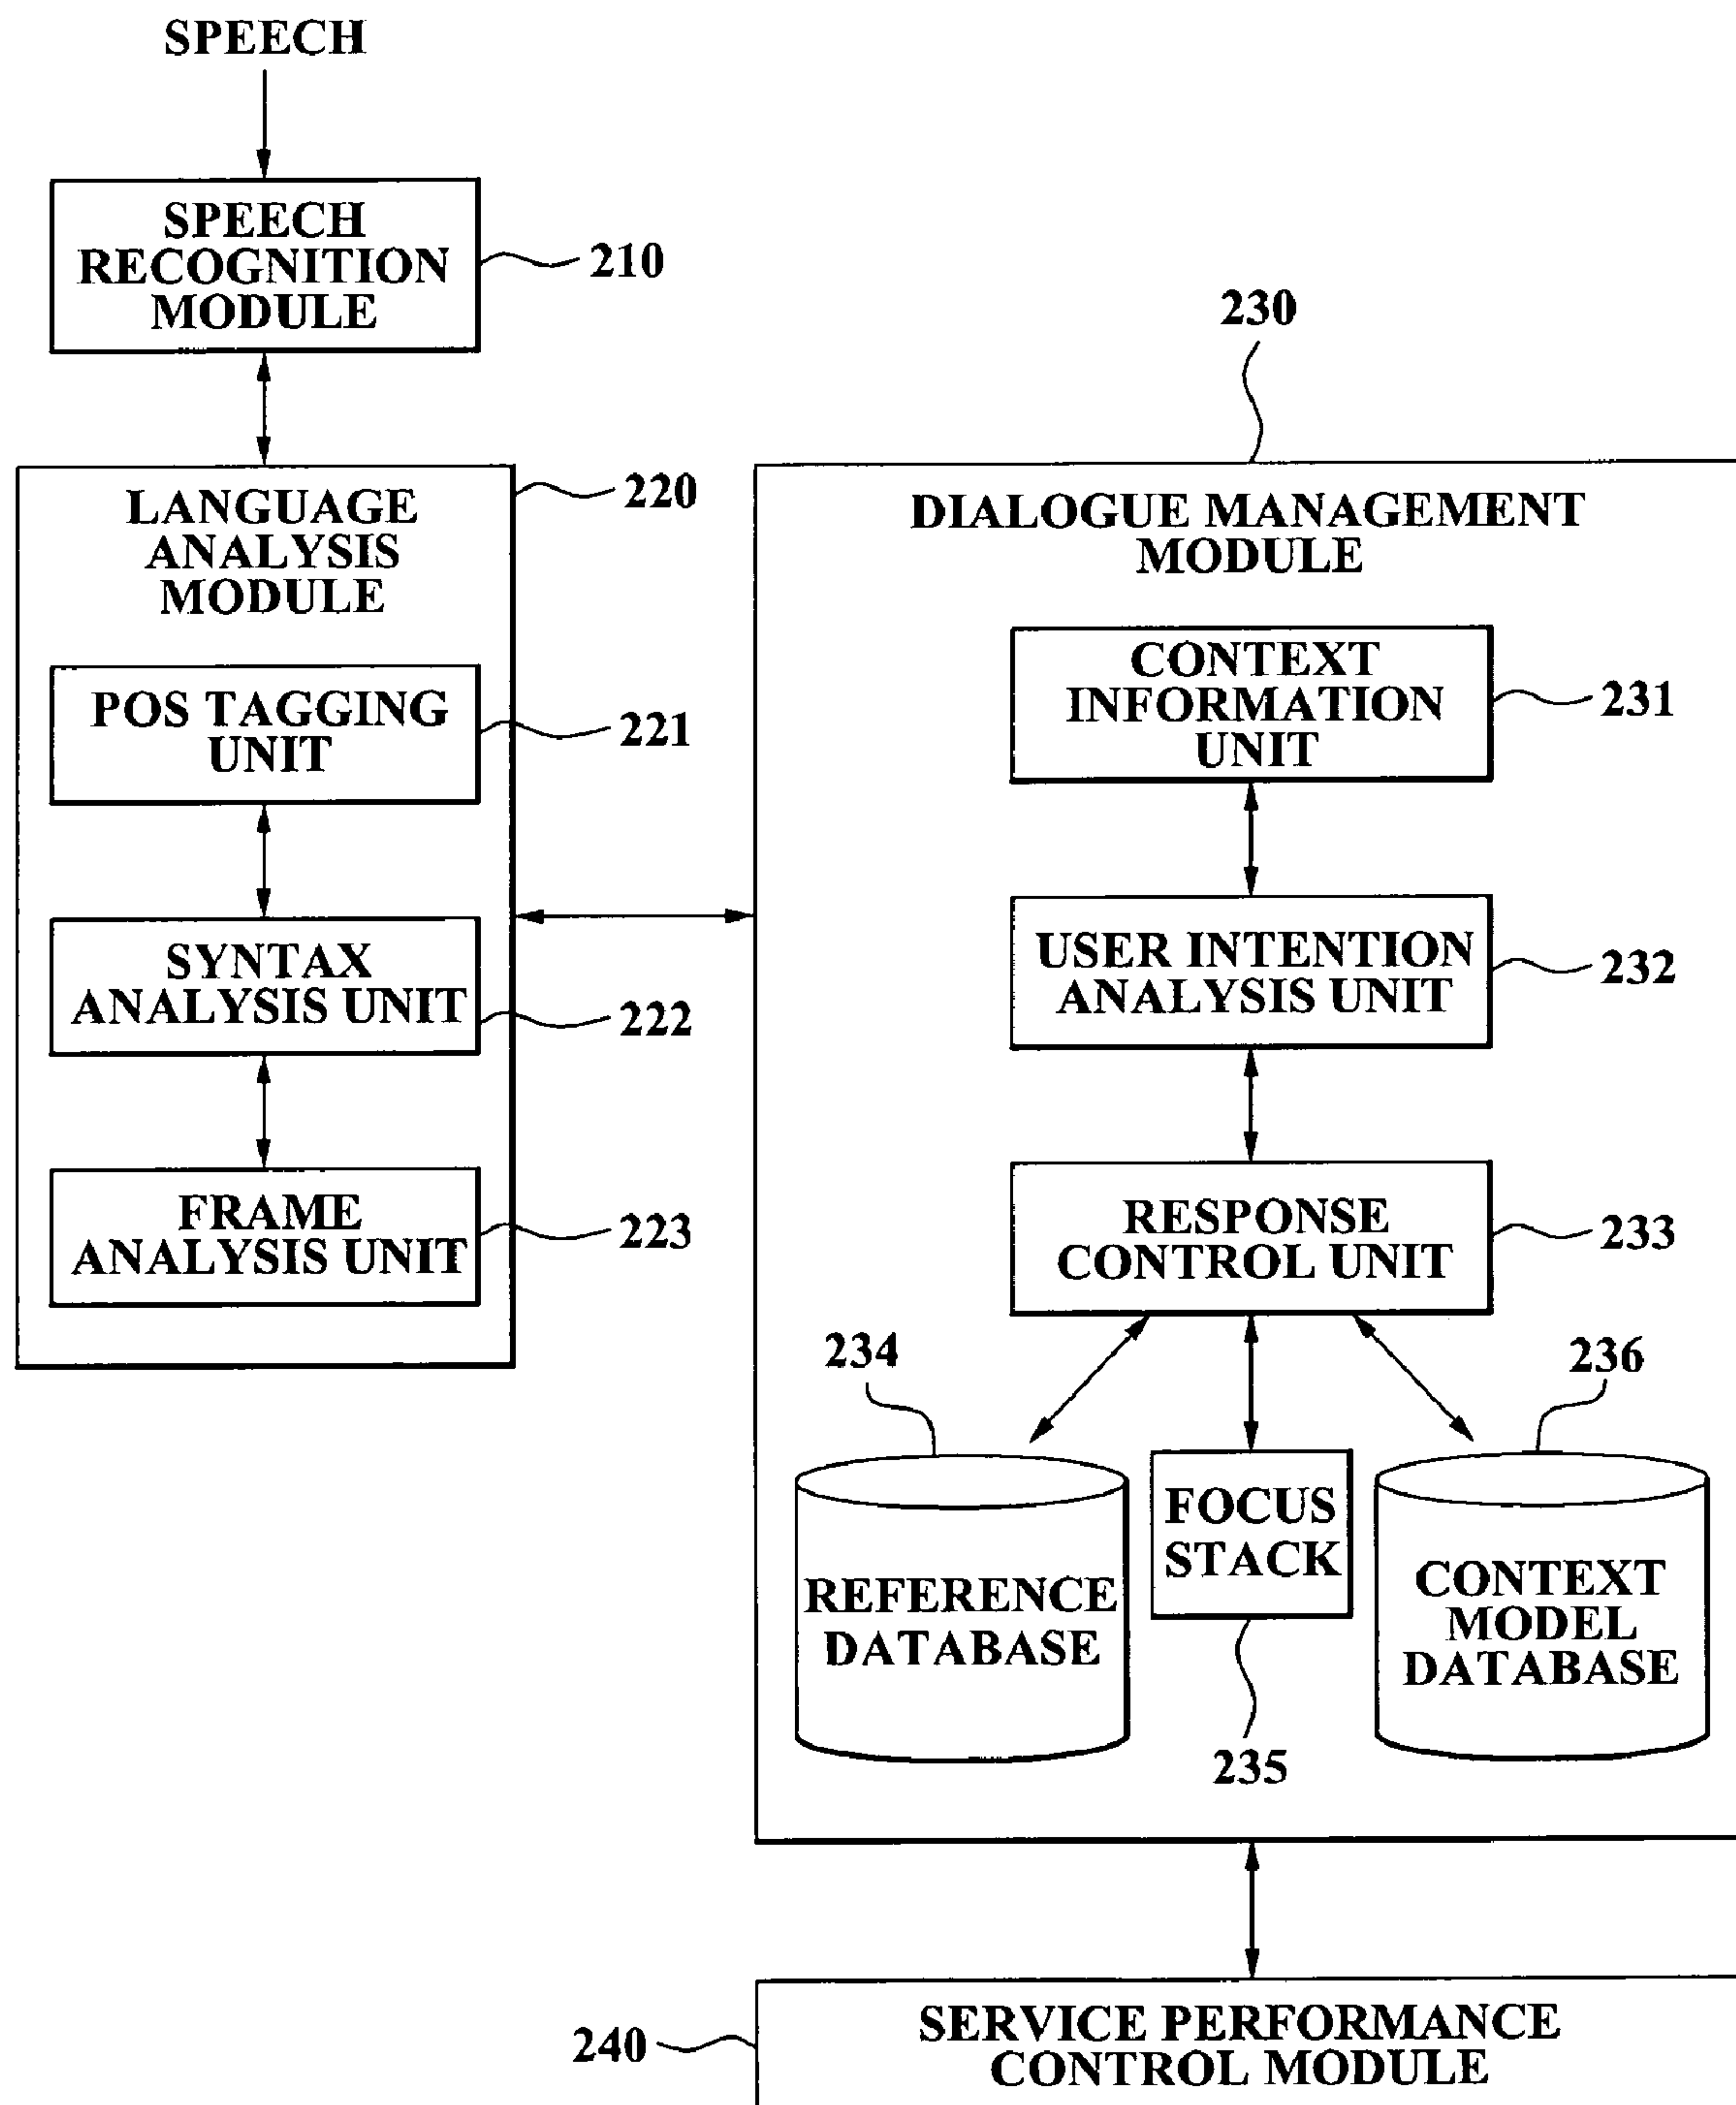 SPEECH
SPEECH
RECOGNITION
MODULE
210
LANGUAGE
ANALYSIS
MODULE
220
POS TAGGING
UNIT
221
SYNTAX
ANALYSIS UNIT
222
FRAME
ANALYSIS UNIT
223
230
DIALOGUE MANAGEMENT
MODULE
CONTEXT
INFORMATION
UNIT
231
USER INTENTION
ANALYSIS UNIT
232
RESPONSE
CONTROL UNIT
233
234
REFERENCE
DATABASE
FOCUS
STACK
235
236
CONTEXT
MODEL
DATABASE
240
SERVICE PERFORMANCE
CONTROL MODULE